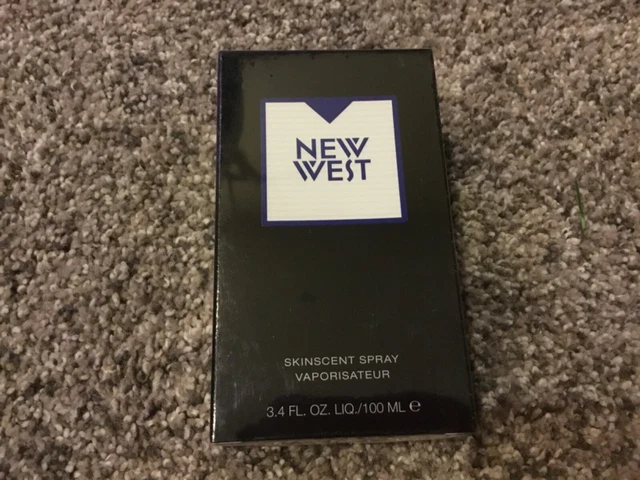 NEW
WEST
SKINSCENT SPRAY
VAPORISATEUR
3.4 FL. OZ. LIQ./100 ML ℮